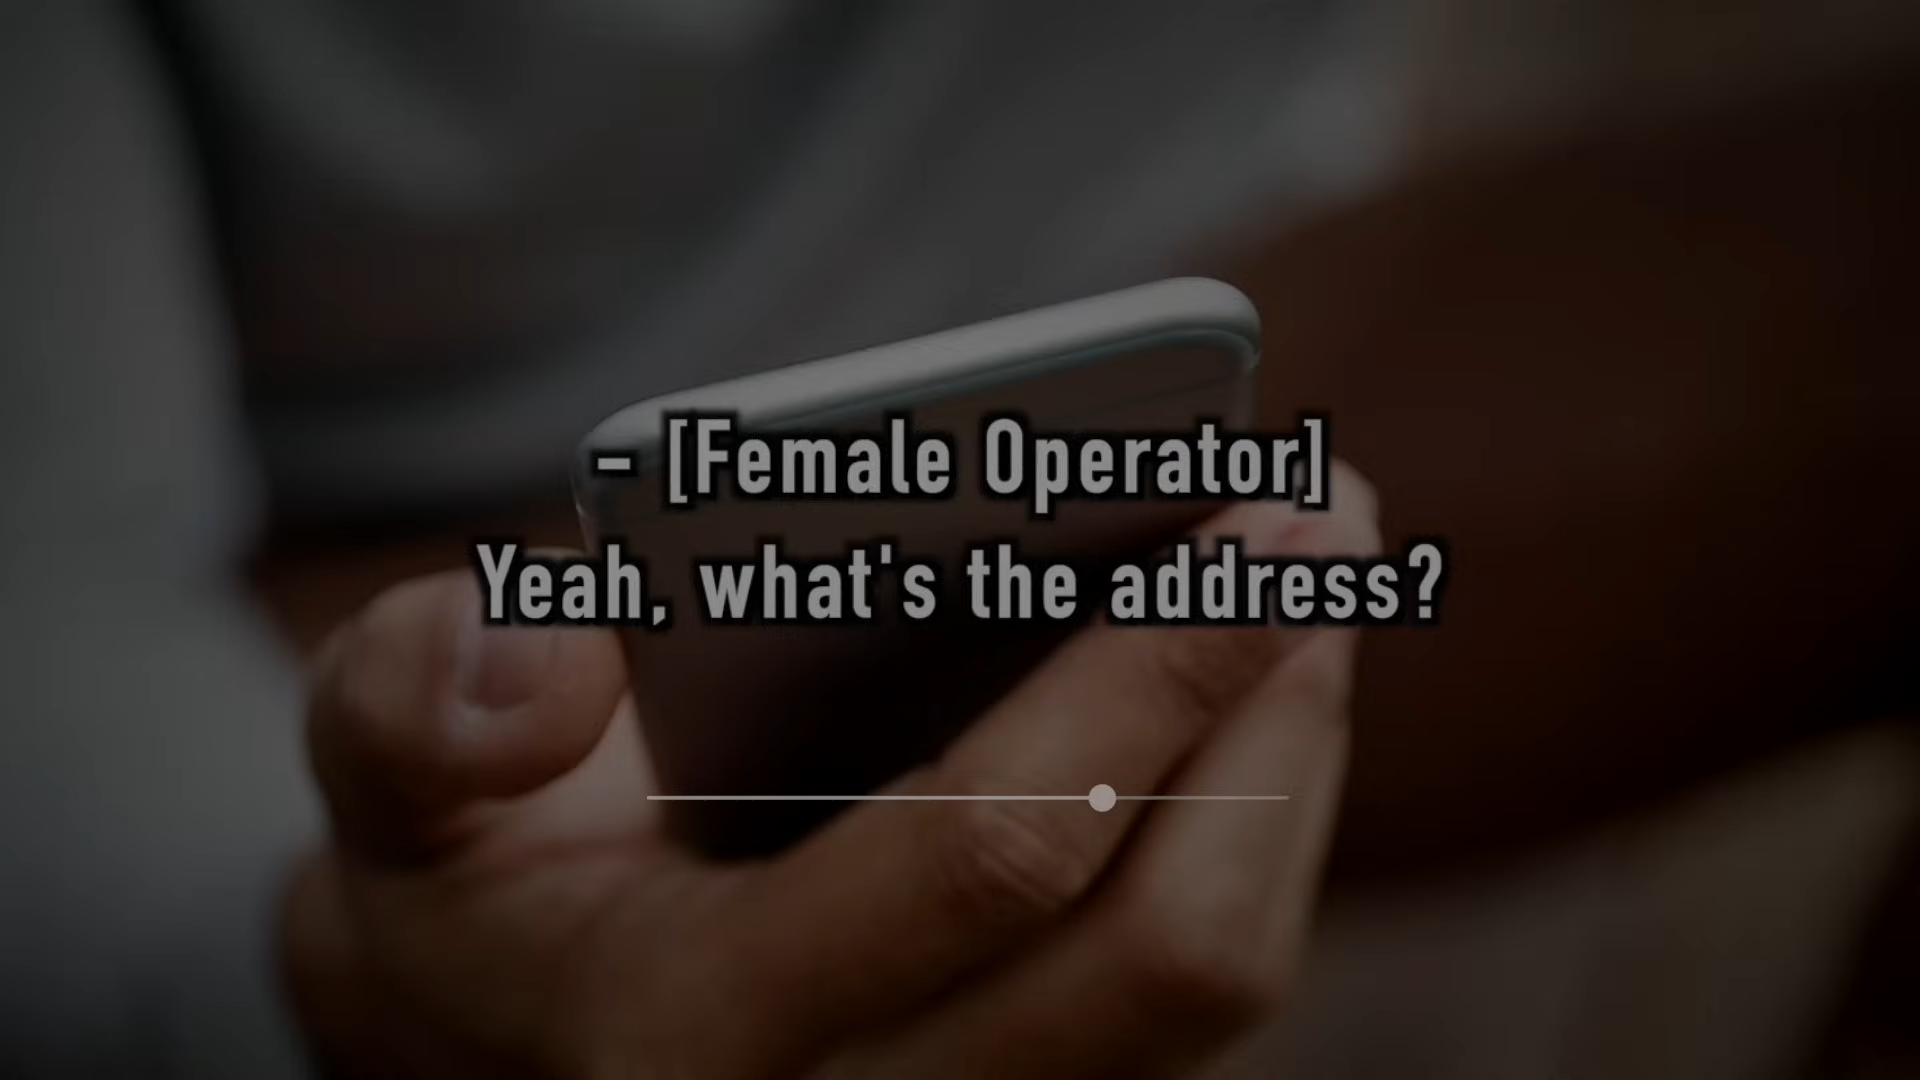 - [Female Operator]
Yeah, what's the address?